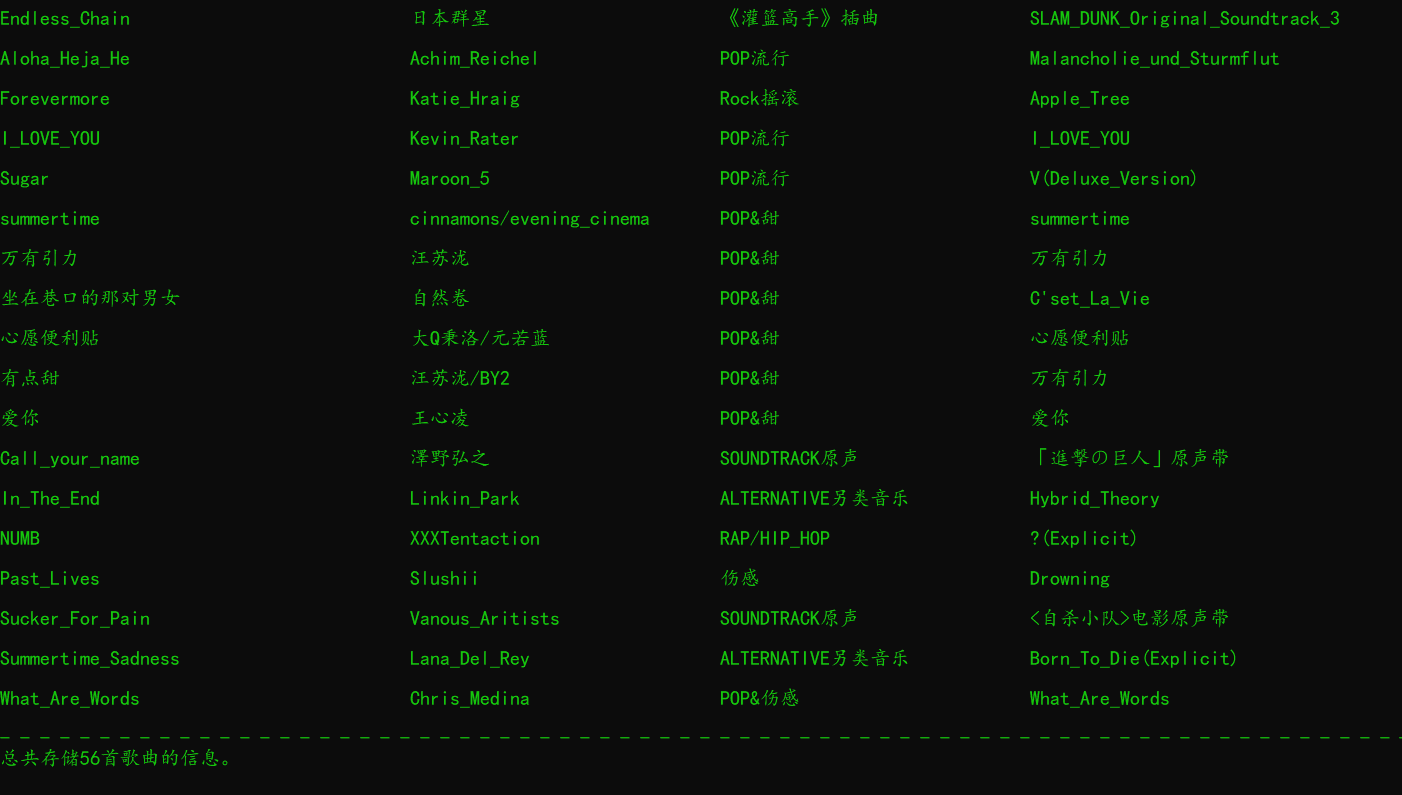 Endless_Chain 日本群星 《灌篮高手》插曲 SLAM_DUNK_Original_Soundtrack_3
Aloha_Heja_He Achim_Reichel POP流行 Malancholie_und_Sturmflut
Forevermore Katie_Hraig Rock摇滚 Apple_Tree
I_LOVE_YOU Kevin_Rater POP流行 I_LOVE_YOU
Sugar Maroon_5 POP流行 V(Deluxe_Version)
summertime cinnamons/evening_cinema POP&甜 summertime
万有引力 汪苏泷 POP&甜 万有引力
坐在巷口的那对男女 自然卷 POP&甜 C'set_La_Vie
心愿便利贴 大Q秉洛/元若蓝 POP&甜 心愿便利贴
有点甜 汪苏泷/BY2 POP&甜 万有引力
爱你 王心凌 POP&甜 爱你
Call_your_name 澤野弘之 SOUNDTRACK原声 「進撃の巨人」原声带
In_The_End Linkin_Park ALTERNATIVE另类音乐 Hybrid_Theory
NUMB XXXTentaction RAP/HIP_HOP ?(Explicit)
Past_Lives Slushii 伤感 Drowning
Sucker_For_Pain Vanous_Aritists SOUNDTRACK原声 <自杀小队>电影原声带
Summertime_Sadness Lana_Del_Rey ALTERNATIVE另类音乐 Born_To_Die(Explicit)
What_Are_Words Chris_Medina POP&伤感 What_Are_Words
总共存储56首歌曲的信息。